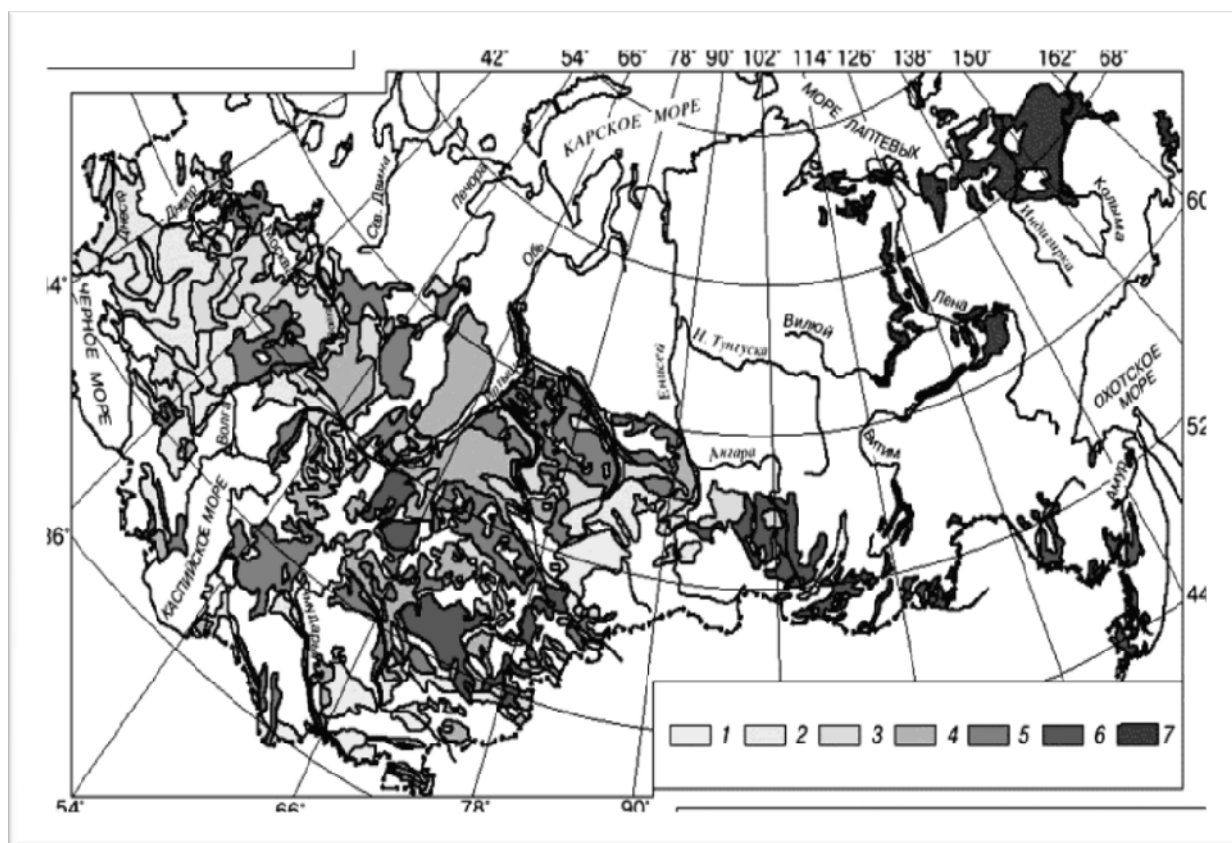 42° 54° 66° 78° 90° 102° 114° 126° 138° 150° 162° 68°
КАРСКОЕ МОРЕ
МОРЕ ЛАПТЕВЫХ
Сев. Двина
Печора
Днестр
Днепр
Обь
Колыма
Индигирка
60
ЧЕРНОЕ МОРЕ
Лена
Вилюй
Н. Тунгуска
Енисей
ОХОТСКОЕ
МОРЕ
52
Волга
Ангара
Витим
Амур
КАСПИЙСКОЕ МОРЕ
36°
44
1 2 3 4 5 6 7
54° 66° 78° 90°